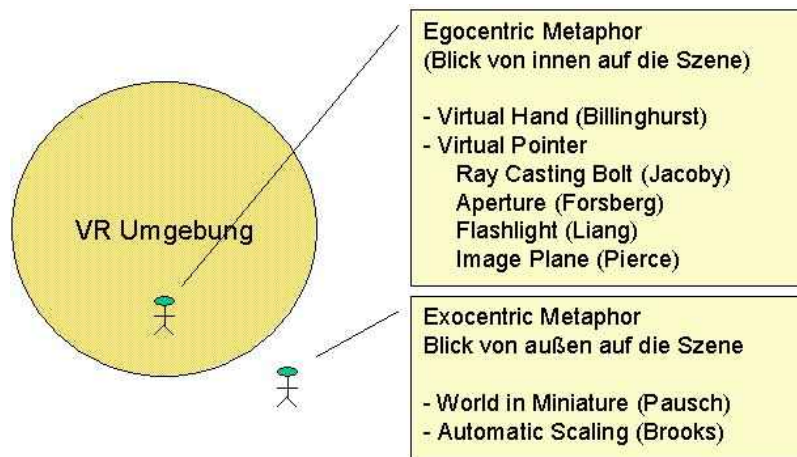 VR Umgebung
Egocentric Metaphor
(Blick von innen auf die Szene)
- Virtual Hand (Billinghurst)
- Virtual Pointer
Ray Casting Bolt (Jacoby)
Aperture (Forsberg)
Flashlight (Liang)
Image Plane (Pierce)
Exocentric Metaphor
Blick von außen auf die Szene
- World in Miniature (Pausch)
- Automatic Scaling (Brooks)